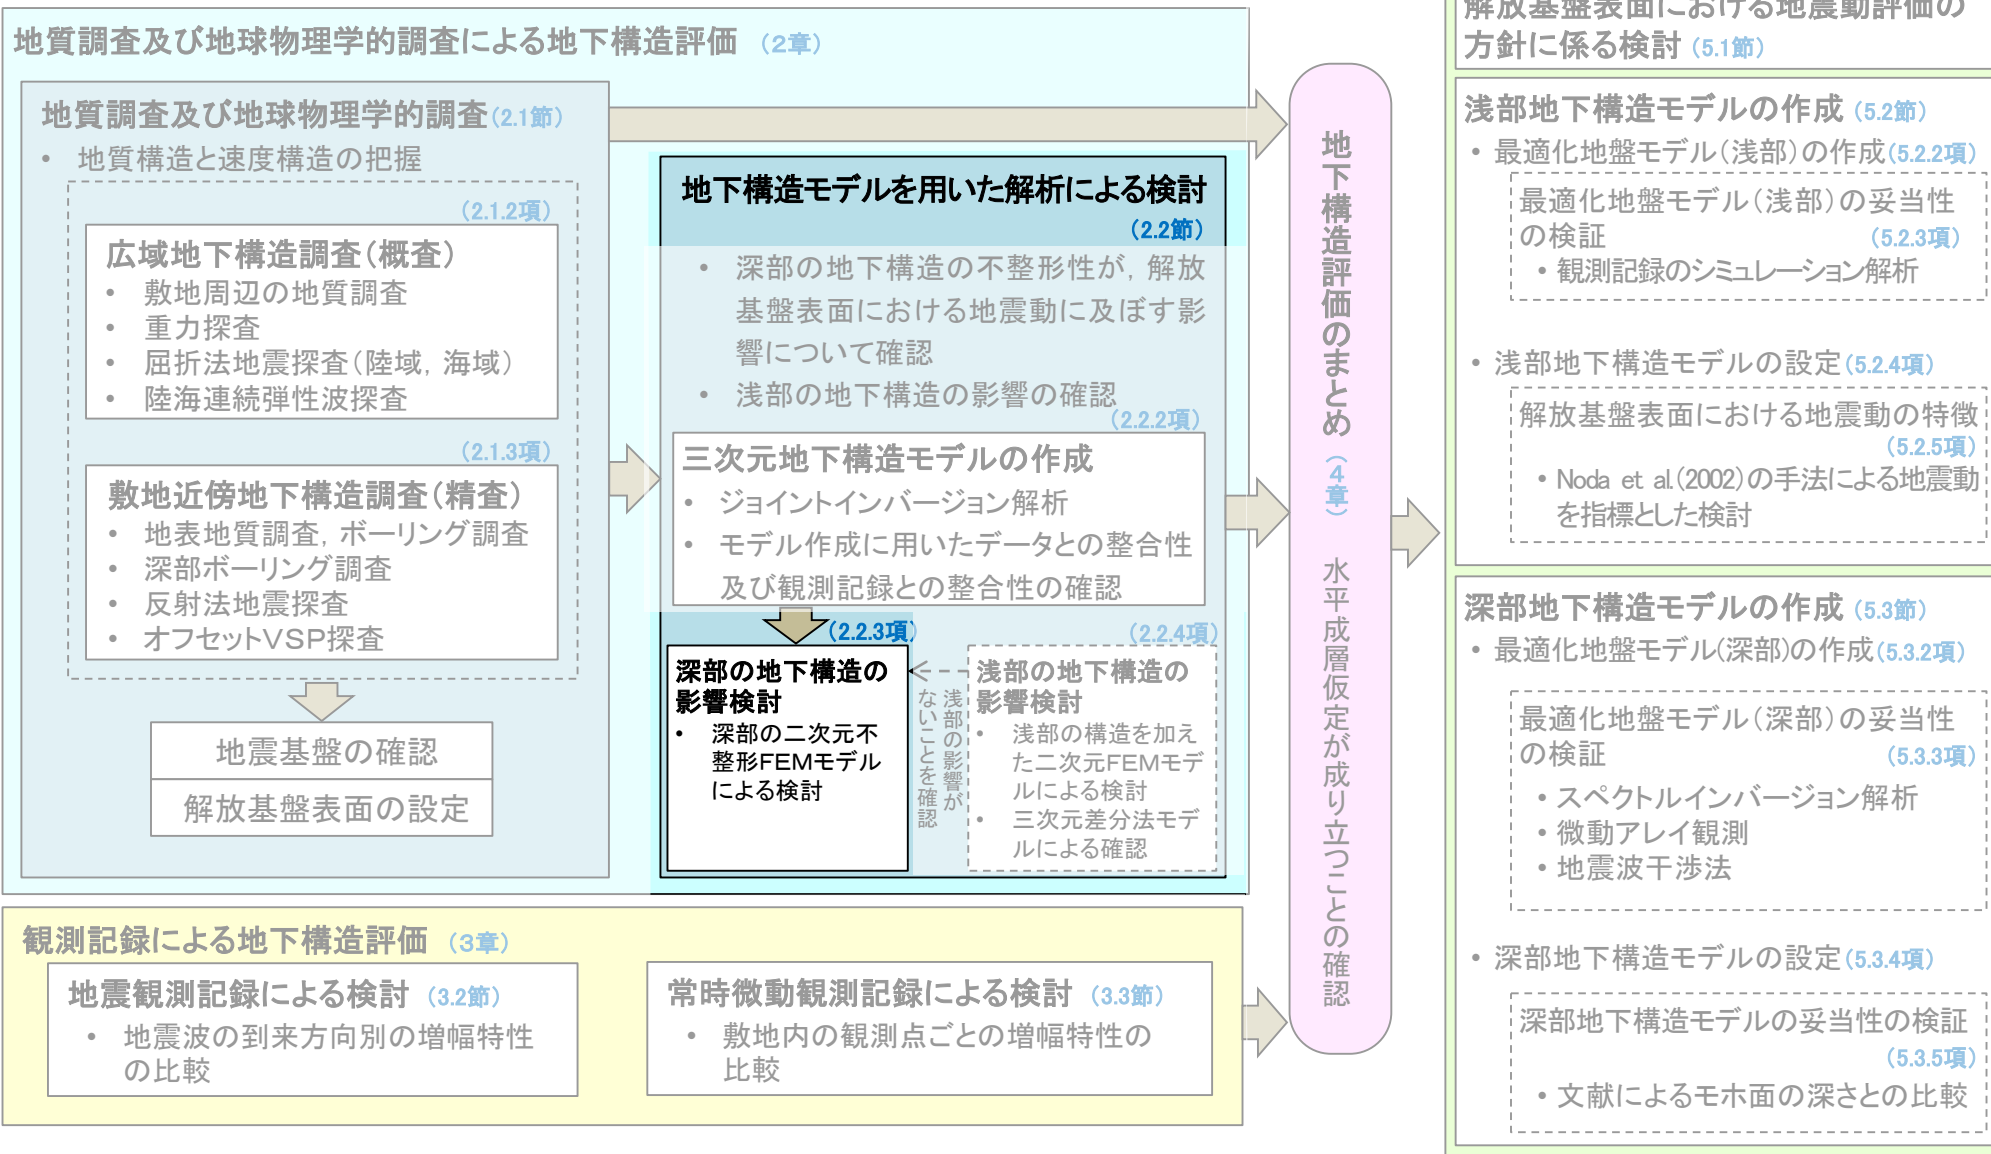 地質調査及び地球物理学的調査による地下構造評価 (2章)
地質調査及び地球物理学的調査(2.1節)
• 地質構造と速度構造の把握
(2.1.2項)
広域地下構造調査(概査)
• 敷地周辺の地質調査
• 重力探査
• 屈折法地震探査(陸域,海域)
• 陸海連続弾性波探査
(2.1.3項)
敷地近傍地下構造調査(精査)
• 地表地質調査,ボーリング調査
• 深部ボーリング調査
• 反射法地震探査
• オフセットVSP探査
地震基盤の確認
解放基盤表面の設定
地下構造モデルを用いた解析による検討
(2.2節)
• 深部の地下構造の不整形性が,解放
基盤表面における地震動に及ぼす影
響について確認
• 浅部の地下構造の影響の確認
(2.2.2項)
三次元地下構造モデルの作成
• ジョイントインバージョン解析
• モデル作成に用いたデータとの整合性
及び観測記録との整合性の確認
(2.2.3項)
深部の地下構造の
影響検討
• 深部の二次元不
整形FEMモデル
による検討
浅部の影響が
ないことを確認
(2.2.4項)
浅部の地下構造の
影響検討
• 浅部の構造を加え
た二次元FEMモデ
ルによる検討
• 三次元差分法モデ
ルによる確認
観測記録による地下構造評価 (3章)
地震観測記録による検討 (3.2節)
• 地震波の到来方向別の増幅特性
の比較
常時微動観測記録による検討 (3.3節)
• 敷地内の観測点ごとの増幅特性の
比較
地下構造評価のまとめ(4章) 水平成層仮定が成り立つことの確認
解放基盤表面における地震動評価の
方針に係る検討(5.1節)
浅部地下構造モデルの作成(5.2節)
• 最適化地盤モデル(浅部)の作成(5.2.2項)
最適化地盤モデル(浅部)の妥当性
の検証 (5.2.3項)
• 観測記録のシミュレーション解析
• 浅部地下構造モデルの設定(5.2.4項)
解放基盤表面における地震動の特徴
(5.2.5項)
• Noda et al.(2002)の手法による地震動
を指標とした検討
深部地下構造モデルの作成(5.3節)
• 最適化地盤モデル(深部)の作成(5.3.2項)
最適化地盤モデル(深部)の妥当性
の検証 (5.3.3項)
• スペクトルインバージョン解析
• 微動アレイ観測
• 地震波干渉法
• 深部地下構造モデルの設定(5.3.4項)
深部地下構造モデルの妥当性の検証
(5.3.5項)
• 文献によるモホ面の深さとの比較